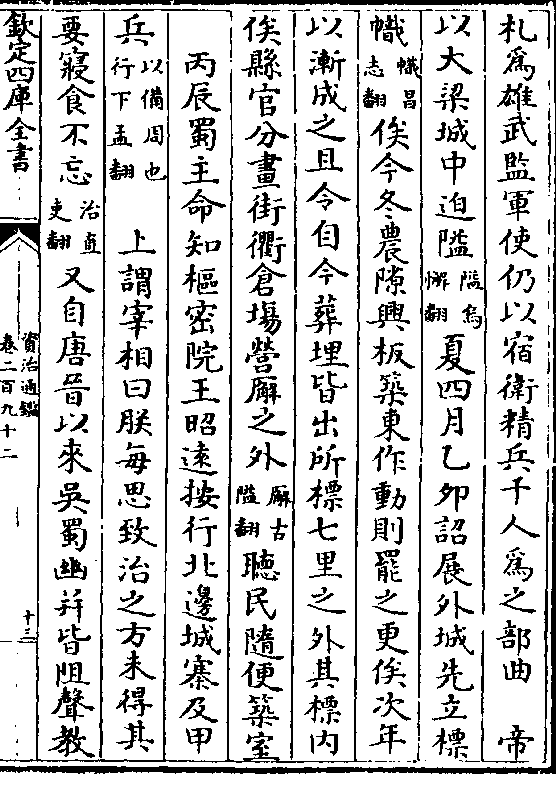 札爲雄武監軍使仍以宿衛精兵千人爲之部曲　帝
以大梁城中迫隘隘烏懈翻夏四月乙卯詔展外城先立標
幟幟昌志翻俟今冬農隙興板築東作動則罷之更俟次年
以漸成之且令自今葬埋皆出所標七里之外其標内
俟縣官分畫街衢倉場營廨之外廨古隘翻聽民隨便築室
丙辰蜀主命知樞密院王昭遠按行北邊城寨及甲
兵以備周也行下孟翻　上謂宰相曰朕每思致治之方未得其
要寢食不忘治直吏翻又自唐晉以來吳蜀幽幷皆阻聲教
欽定四庫全書
資治通鑑
卷二百九十二
十三